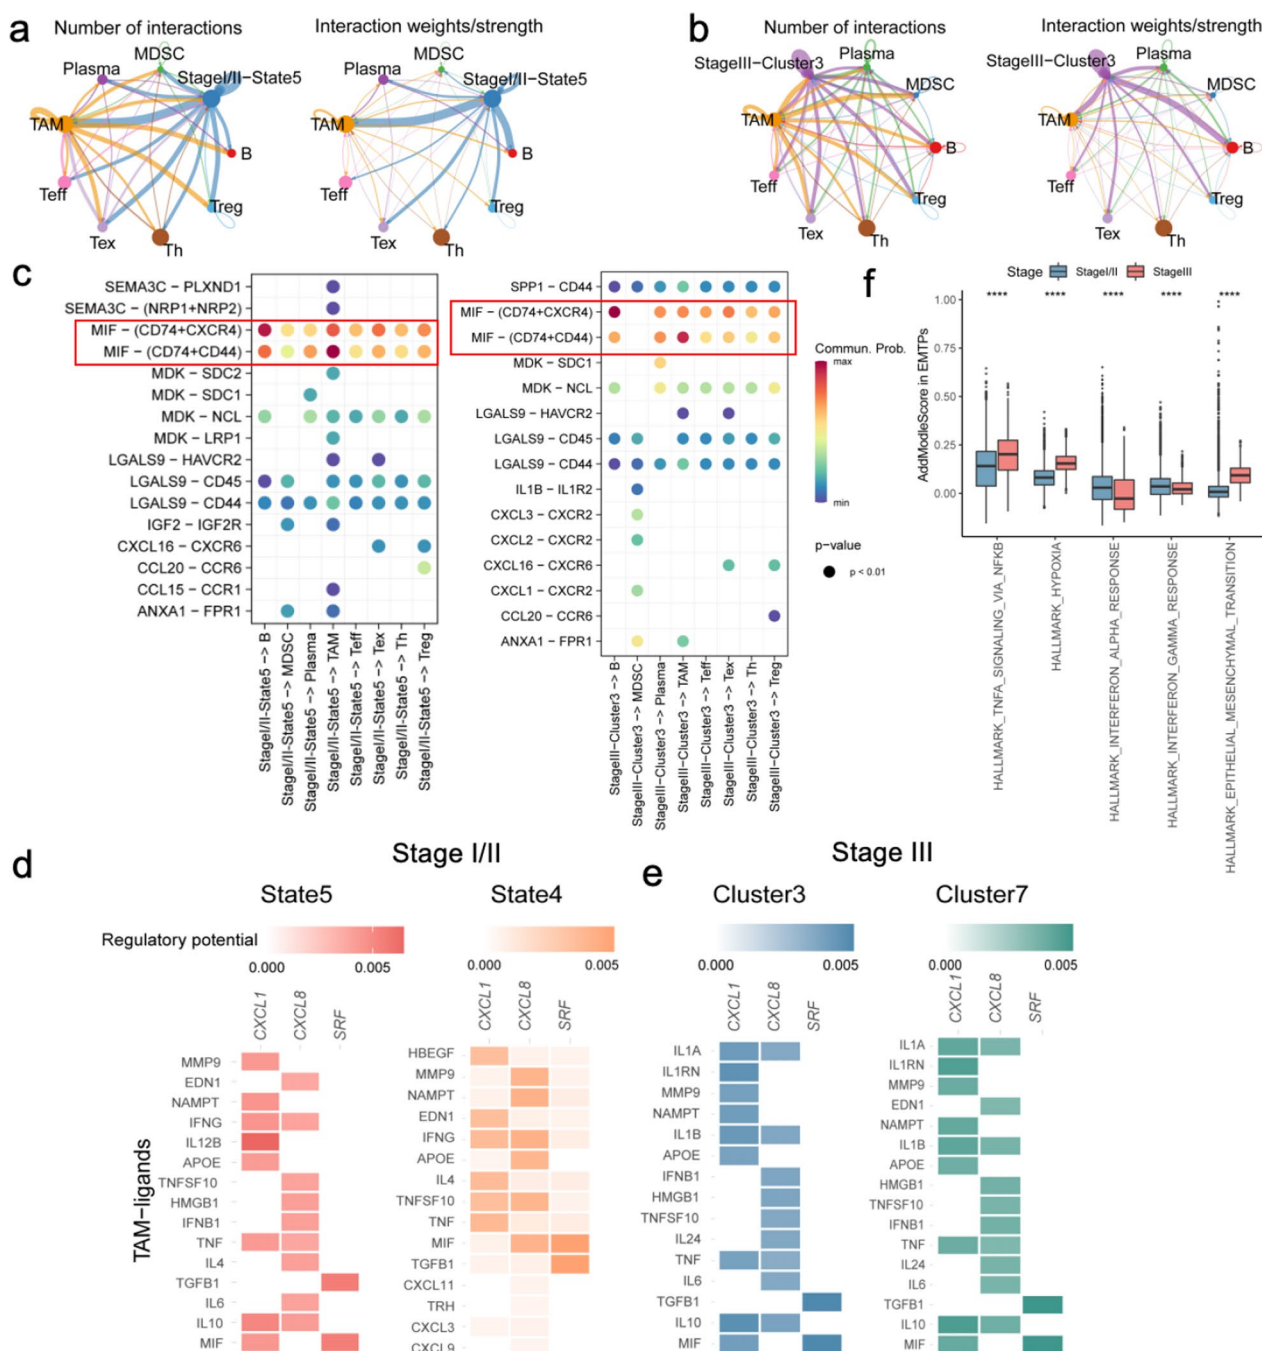 a
Number of interactions
MDSC
Plasma
StageI/II−State5
TAM
B
Teff
Treg
Tex
Th
Interaction weights/strength
MDSC
Plasma
StageI/II−State5
TAM
B
Teff
Treg
Tex
Th
b
Number of interactions
Plasma
StageIII−Cluster3
MDSC
TAM
B
Teff
Treg
Tex
Th
Interaction weights/strength
Plasma
StageIII−Cluster3
MDSC
TAM
B
Teff
Treg
Tex
Th
c
SEMA3C − PLXND1
SEMA3C − (NRP1+NRP2)
MIF − (CD74+CXCR4)
MIF − (CD74+CD44)
MDK − SDC2
MDK − SDC1
MDK − NCL
MDK − LRP1
LGALS9 − HAVCR2
LGALS9 − CD45
LGALS9 − CD44
IGF2 − IGF2R
CXCL16 − CXCR6
CCL20 − CCR6
CCL15 − CCR1
ANXA1 − FPR1
StageI/II−State5 −> B
StageI/II−State5 −> MDSC
StageI/II−State5 −> Plasma
StageI/II−State5 −> TAM
StageI/II−State5 −> Teff
StageI/II−State5 −> Tex
StageI/II−State5 −> Th
StageI/II−State5 −> Treg
SPP1 − CD44
MIF − (CD74+CXCR4)
MIF − (CD74+CD44)
MDK − SDC1
MDK − NCL
LGALS9 − HAVCR2
LGALS9 − CD45
LGALS9 − CD44
IL1B − IL1R2
CXCL3 − CXCR2
CXCL2 − CXCR2
CXCL16 − CXCR6
CXCL1 − CXCR2
CCL20 − CCR6
ANXA1 − FPR1
StageIII−Cluster3 −> B
StageIII−Cluster3 −> MDSC
StageIII−Cluster3 −> Plasma
StageIII−Cluster3 −> TAM
StageIII−Cluster3 −> Teff
StageIII−Cluster3 −> Tex
StageIII−Cluster3 −> Th
StageIII−Cluster3 −> Treg
Commun. Prob.
max
min
p−value
p < 0.01
f
Stage StageI/II StageIII
AddModleScore in EMTPs
1.00
0.75
0.50
0.25
0.00
**** **** **** **** ****
HALLMARK_TNFA_SIGNALING_VIA_NFKB
HALLMARK_HYPOXIA
HALLMARK_INTERFERON_ALPHA_RESPONSE
HALLMARK_INTERFERON_GAMMA_RESPONSE
HALLMARK_EPITHELIAL_MESENCHYMAL_TRANSITION
d
Stage I/II
State5
Regulatory potential
0.000 0.005
CXCL1 CXCL8 SRF
TAM−ligands
MMP9
EDN1
NAMPT
IFNG
IL12B
APOE
TNFSF10
HMGB1
IFNB1
TNF
IL4
TGFB1
IL6
IL10
MIF
State4
0.000 0.005
CXCL1 CXCL8 SRF
HBEGF
MMP9
NAMPT
EDN1
IFNG
APOE
IL4
TNFSF10
TNF
MIF
TGFB1
CXCL11
TRH
CXCL3
CXCL9
e
Stage III
Cluster3
0.000 0.005
CXCL1 CXCL8 SRF
IL1A
IL1RN
MMP9
NAMPT
IL1B
APOE
IFNB1
HMGB1
TNFSF10
IL24
TNF
IL6
TGFB1
IL10
MIF
Cluster7
0.000 0.005
CXCL1 CXCL8 SRF
IL1A
IL1RN
MMP9
EDN1
NAMPT
IL1B
APOE
HMGB1
TNFSF10
IFNB1
TNF
IL24
IL6
TGFB1
IL10
MIF